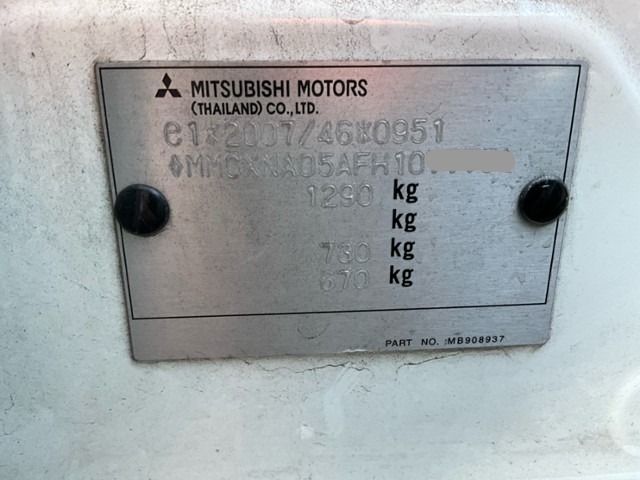 MITSUBISHI MOTORS
(THAILAND) CO., LTD.
e1*2007/46*0951
MMCXNA05AFH10
1290 kg
kg
730 kg
670 kg
PART NO. :MB908937